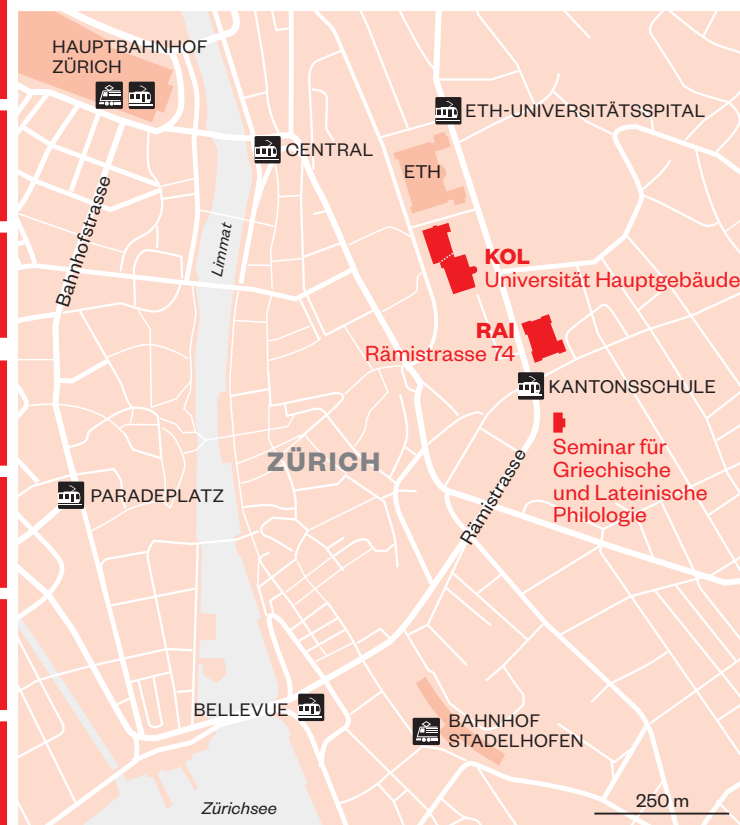 HAUPTBAHNHOF
ZÜRICH
ETH-UNIVERSITÄTSSPITAL
CENTRAL
ETH
Bahnhofstrasse
Limmat
KOL
Universität Hauptgebäude
RAI
Rämistrasse 74
KANTONSSCHULE
Seminar für
Griechische
und Lateinische
Philologie
ZÜRICH
Rämistrasse
PARADEPLATZ
BELLEVUE
BAHNHOF
STADELHOFEN
Zürichsee
250 m